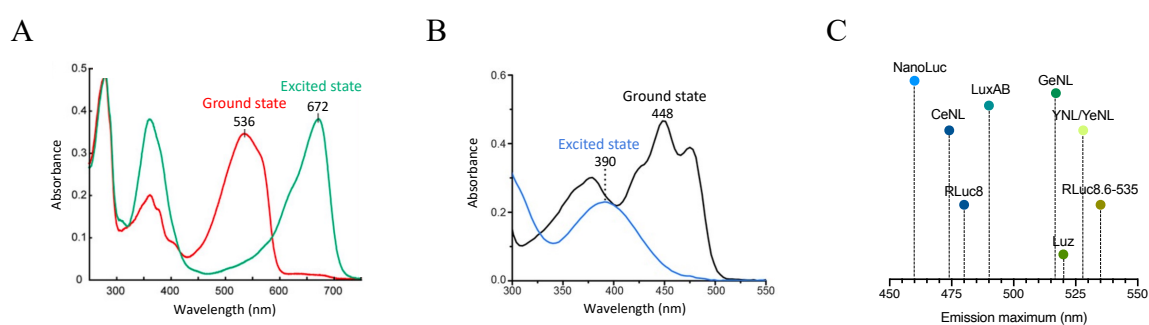 A
Absorbance
0.5
0.4
0.3
0.2
0.1
0
300
400
500
600
700
Wavelength (nm)
Ground state
536
Excited state
672
B
Absorbance
0.6
0.4
0.2
0.0
300
350
400
450
500
550
Wavelength (nm)
Ground state
448
Excited state
390
C
NanoLuc
GeNL
LuxAB
CeNL
YNL/YeNL
RLuc8
RLuc8.6-535
Luz
450
475
500
525
550
Emission maximum (nm)